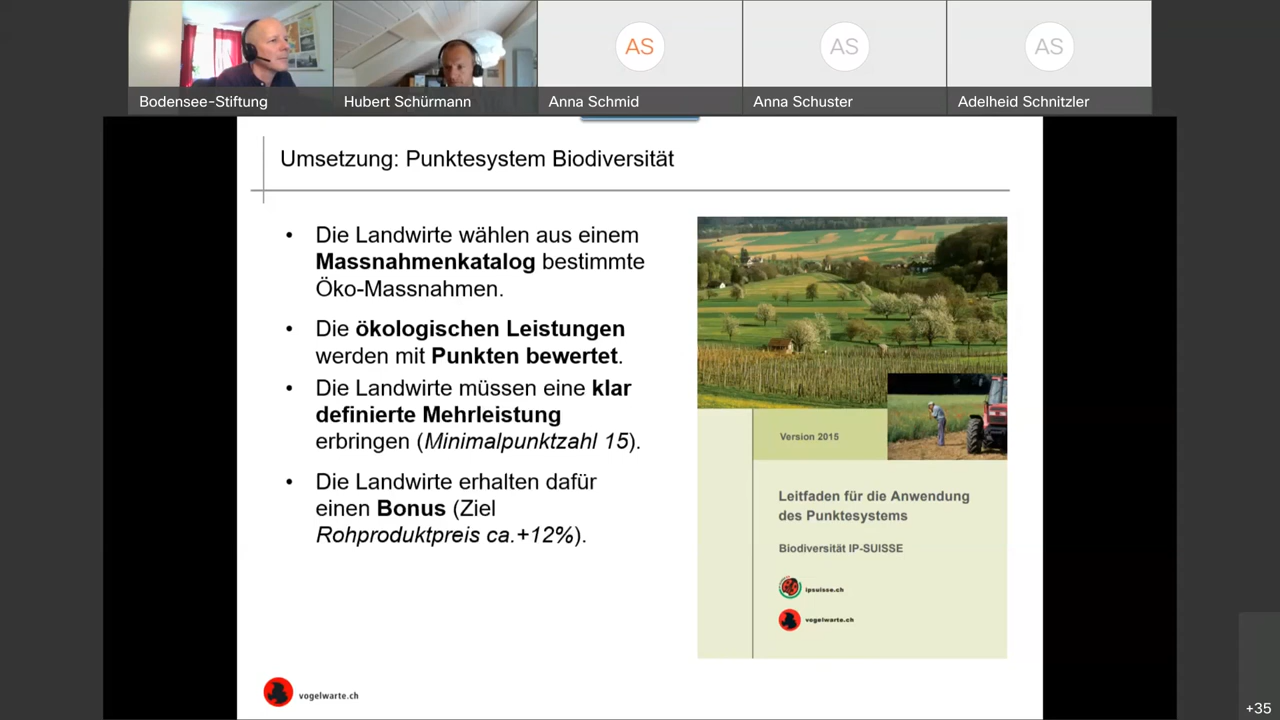 AS
AS
AS
Bodensee-Stiftung
Hubert Schürmann
Anna Schmid
Anna Schuster
Adelheid Schnitzler
Umsetzung: Punktesystem Biodiversität
• Die Landwirte wählen aus einem
Massnahmenkatalog bestimmte
Öko-Massnahmen.
• Die ökologischen Leistungen
werden mit Punkten bewertet.
• Die Landwirte müssen eine klar
definierte Mehrleistung
erbringen (Minimalpunktzahl 15).
• Die Landwirte erhalten dafür
einen Bonus (Ziel
Rohproduktpreis ca.+12%).
Version 2015
Leitfaden für die Anwendung
des Punktesystems
Biodiversität IP-SUISSE
ipsuisse.ch
vogelwarte.ch
vogelwarte.ch
+35